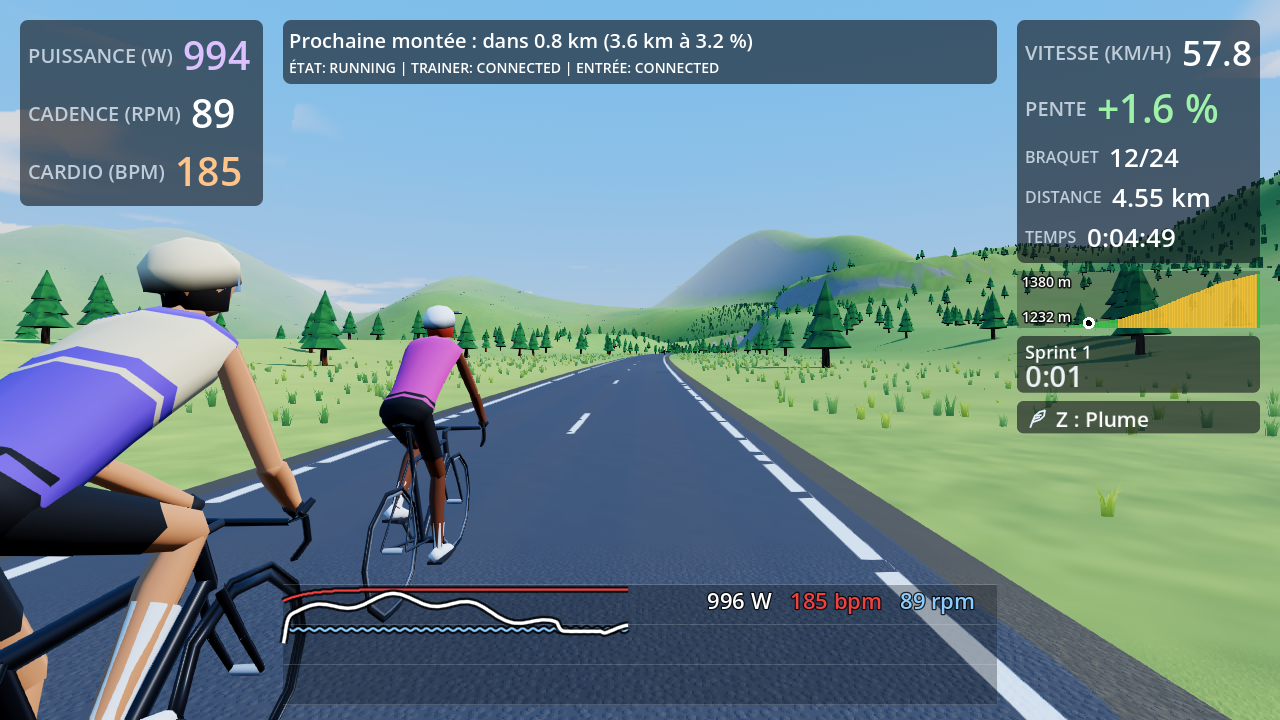 PUISSANCE (W) 994
CADENCE (RPM) 89
CARDIO (BPM) 185
Prochaine montée : dans 0.8 km (3.6 km à 3.2 %)
ÉTAT: RUNNING | TRAINER: CONNECTED | ENTRÉE: CONNECTED
VITESSE (KM/H) 57.8
PENTE +1.6 %
BRAQUET 12/24
DISTANCE 4.55 km
TEMPS 0:04:49
1380 m
1232 m
Sprint 1
0:01
Z : Plume
996 W 185 bpm 89 rpm